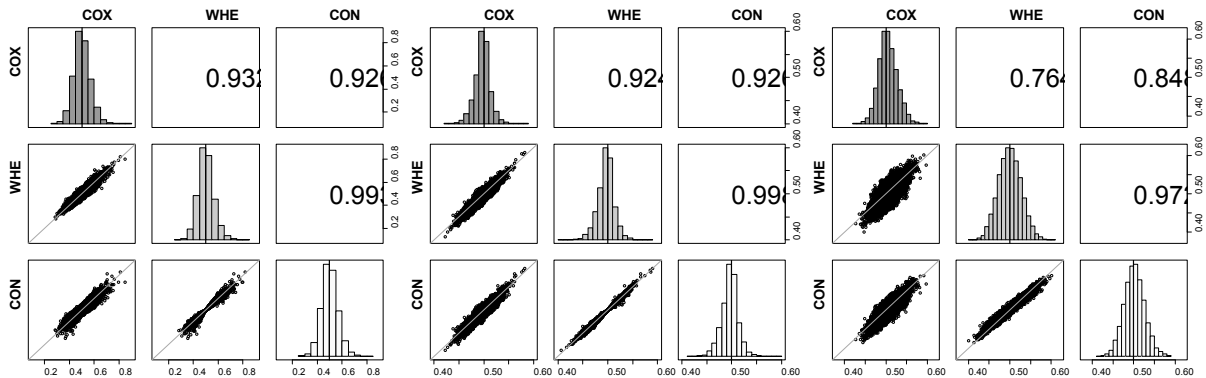 COX WHE CON COX WHE CON COX WHE CON
COX 0.2 0.4 0.6 0.8
COX 0.924 0.40 0.50 0.60
COX 0.764 0.40 0.50 0.60
WHE 0.2 0.4 0.6 0.8
WHE 0.40 0.50 0.60
WHE 0.40 0.50 0.60
CON
CON
CON
0.2 0.4 0.6 0.8 0.2 0.4 0.6 0.8 0.2 0.4 0.6 0.8 0.40 0.50 0.60 0.40 0.50 0.60 0.40 0.50 0.60 0.40 0.50 0.60 0.40 0.50 0.60 0.40 0.50 0.60